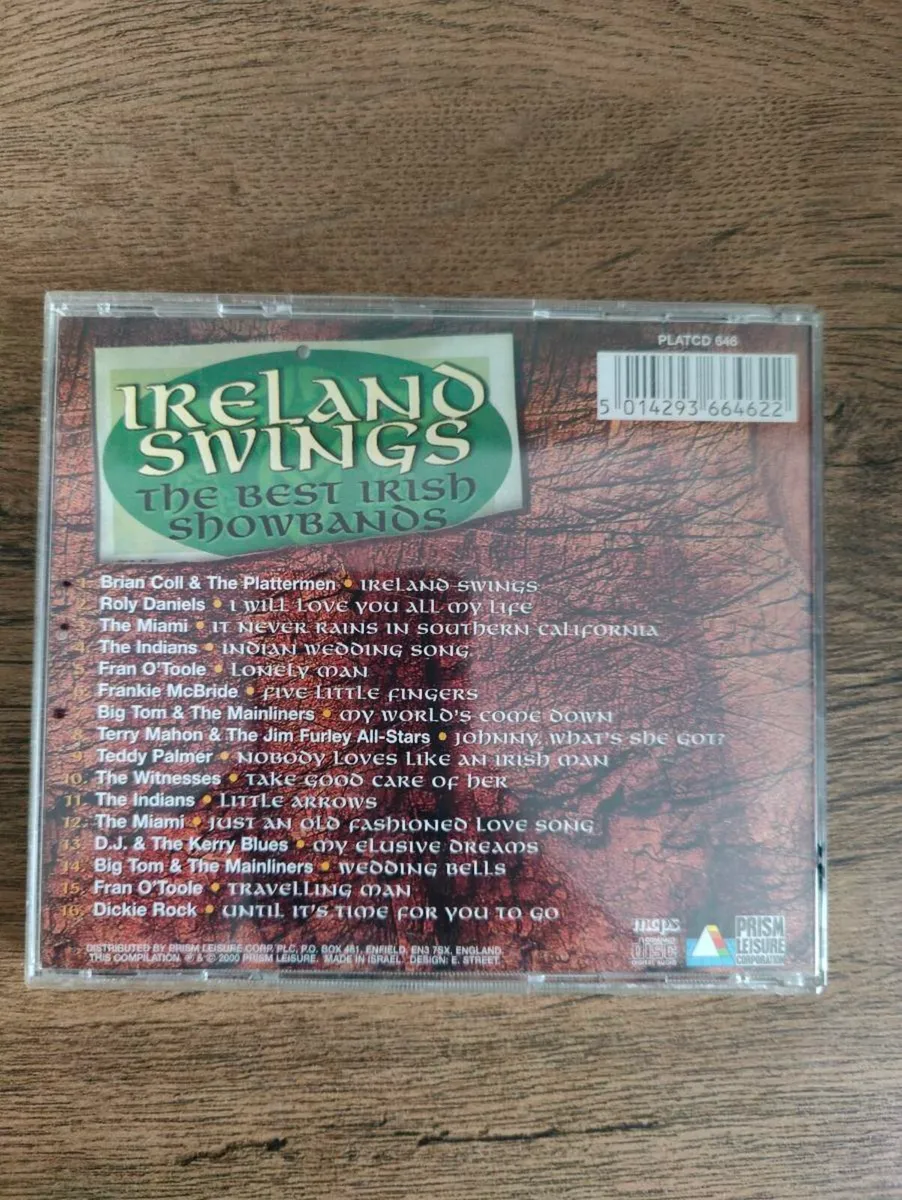 PLATCD 646
5 014293 664622
IRELAND
SWINGS
THE BEST IRISH
SHOWBANDS
1. Brian Coll & The Plattermen • IRELAND SWINGS
2. Roly Daniels • I WILL LOVE YOU ALL MY LIFE
3. The Miami • IT NEVER RAINS IN SOUTHERN CALIFORNIA
4. The Indians • INDIAN WEDDING SONG
5. Fran O'Toole • LONELY MAN
6. Frankie McBride • FIVE LITTLE FINGERS
Big Tom & The Mainliners • MY WORLD'S COME DOWN
8. Terry Mahon & The Jim Furley All-Stars • JOHNNY, WHAT'S SHE GOT?
9. Teddy Palmer • NOBODY LOVES LIKE AN IRISH MAN
10. The Witnesses • TAKE GOOD CARE OF HER
11. The Indians • LITTLE ARROWS
12. The Miami • JUST AN OLD FASHIONED LOVE SONG
13. D.J. & The Kerry Blues • MY ELUSIVE DREAMS
14. Big Tom & The Mainliners • WEDDING BELLS
15. Fran O'Toole • TRAVELLING MAN
16. Dickie Rock • UNTIL IT'S TIME FOR YOU TO GO
DISTRIBUTED BY PRISM LEISURE CORP. PLC, P.O. BOX 481, ENFIELD, EN3 7SX, ENGLAND
THIS COMPILATION ℗ & © 2000 PRISM LEISURE. MADE IN ISRAEL. DESIGN: E. STREET
mcps
COMPACT
disc
DIGITAL AUDIO
PRISM
LEISURE
CORPORATION